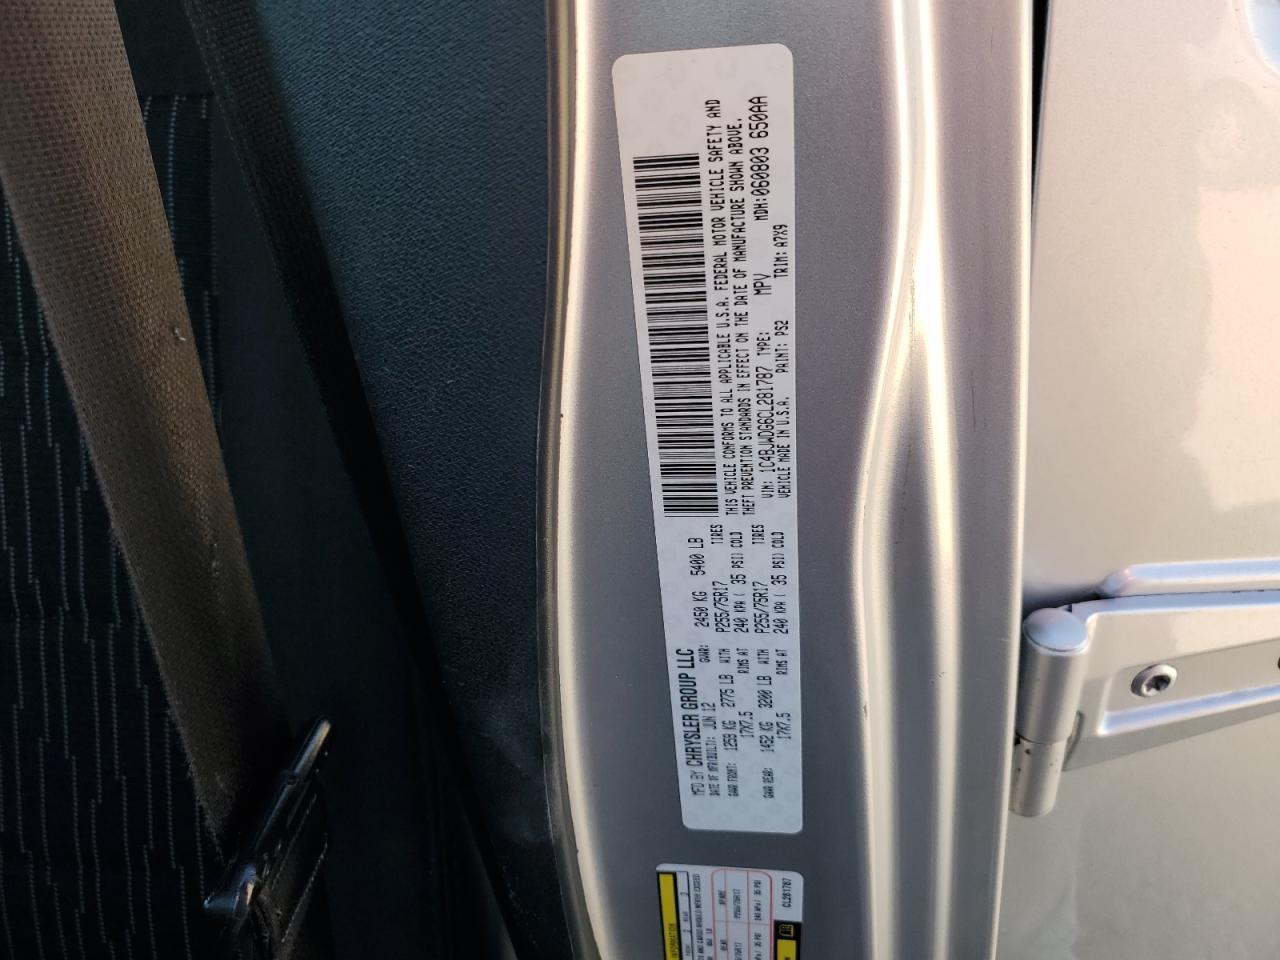 MFD BY CHRYSLER GROUP LLC
DATE OF MFR(BUILT): JUN 12 GVWR: 2450 KG 5400 LB
GAWR FRONT: 1259 KG 2775 LB WITH P255/75R17 TIRES
17X7.5 RIMS AT 240 KPA ( 35 PSI) COLD
GAWR REAR: 1452 KG 3200 LB WITH P255/75R17 TIRES
17X7.5 RIMS AT 240 KPA ( 35 PSI) COLD
THIS VEHICLE CONFORMS TO ALL APPLICABLE U.S.A. FEDERAL MOTOR VEHICLE SAFETY AND
THEFT PREVENTION STANDARDS IN EFFECT ON THE DATE OF MANUFACTURE SHOWN ABOVE.
VIN: 1C4BJWDG6CL281787 TYPE: MPV MDH:060803 650AA
VEHICLE MADE IN U.S.A. PAINT: PS2 TRIM: A7X9
INFORMATION
CL281787